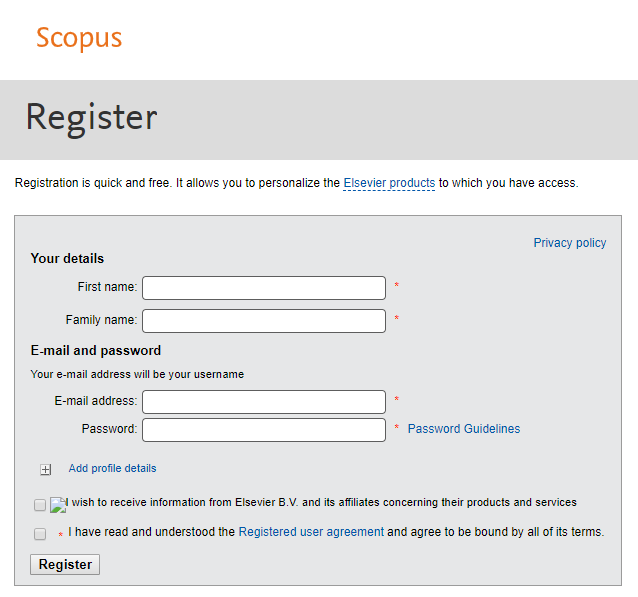 Scopus
Register
Registration is quick and free. It allows you to personalize the Elsevier products to which you have access.
Privacy policy
Your details
First name: *
Family name: *
E-mail and password
Your e-mail address will be your username
E-mail address: *
Password: * Password Guidelines
Add profile details
I wish to receive information from Elsevier B.V. and its affiliates concerning their products and services
* I have read and understood the Registered user agreement and agree to be bound by all of its terms.
Register